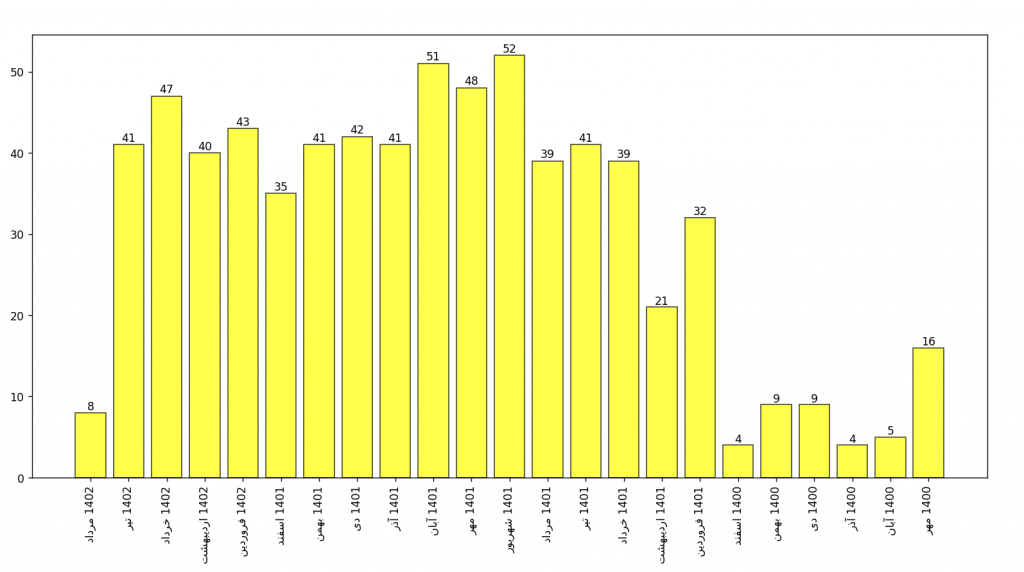 50
40
30
20
10
0
8
41
47
40
43
35
41
42
41
51
48
52
39
41
39
21
32
4
9
9
4
5
16
مرداد 1402
تیر 1402
خرداد 1402
اردیبهشت 1402
فروردین 1402
اسفند 1401
بهمن 1401
دی 1401
آذر 1401
آبان 1401
مهر 1401
شهریور 1401
مرداد 1401
تیر 1401
خرداد 1401
اردیبهشت 1401
فروردین 1401
اسفند 1400
بهمن 1400
دی 1400
آذر 1400
آبان 1400
مهر 1400